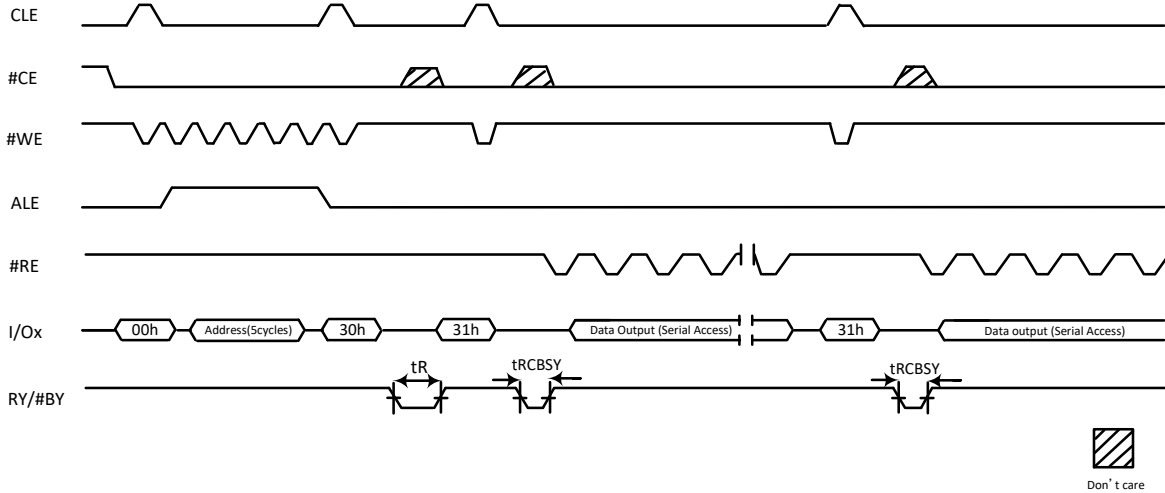 CLE
#CE
#WE
ALE
#RE
I/Ox 00h Address(5cycles) 30h 31h Data Output (Serial Access) 31h Data output (Serial Access)
tR tRCBSY tRCBSY
RY/#BY
Don't care